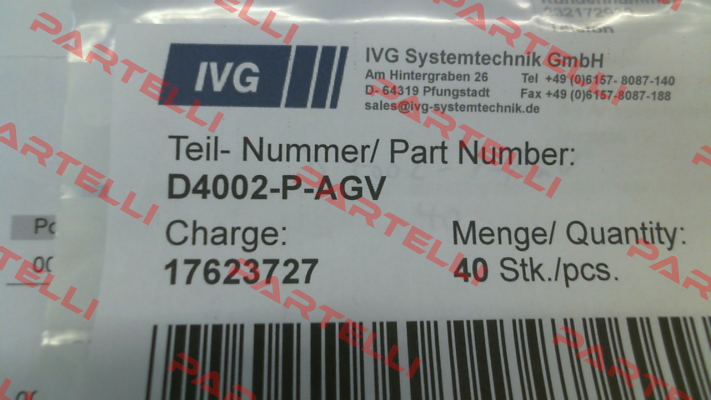 IVG
IVG Systemtechnik GmbH
Am Hintergraben 26 Tel +49 (0)6157- 8087-140
D- 64319 Pfungstadt Fax +49 (0)6157-8087-188
sales@ivg-systemtechnik.de
Teil- Nummer/ Part Number:
D4002-P-AGV
Charge: Menge/ Quantity:
17623727 40 Stk./pcs.
PARTELLI
PARTELLI
PARTELLI
PARTELLI
PARTELLI
PARTELLI